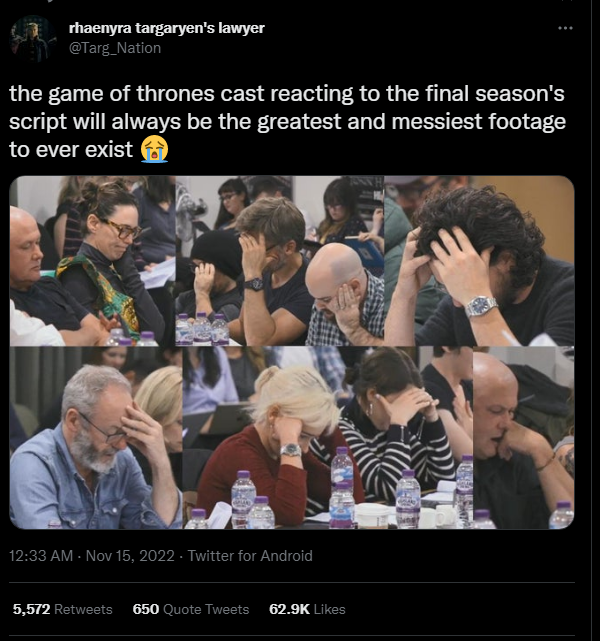 rhaenyra targaryen's lawyer
@Targ_Nation
the game of thrones cast reacting to the final season's
script will always be the greatest and messiest footage
to ever exist 😭
12:33 AM · Nov 15, 2022 · Twitter for Android
5,572 Retweets 650 Quote Tweets 62.9K Likes